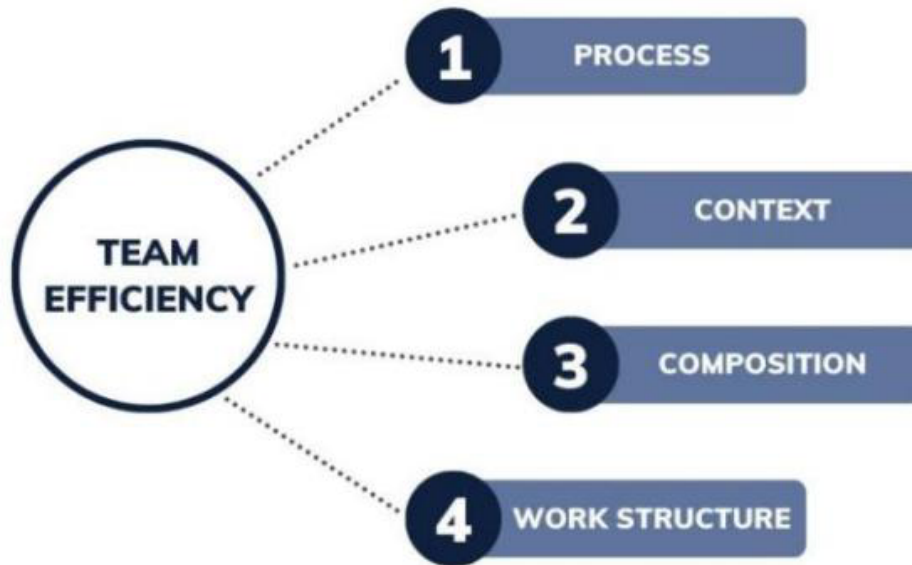 TEAM
EFFICIENCY
1 PROCESS
2 CONTEXT
3 COMPOSITION
4 WORK STRUCTURE